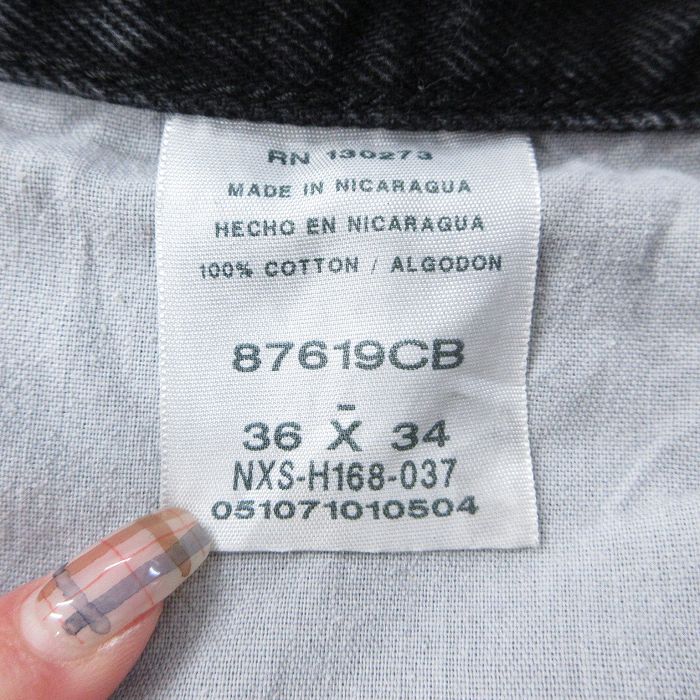 RN 130273
MADE IN NICARAGUA
HECHO EN NICARAGUA
100% COTTON / ALGODON
87619CB
-
36 X 34
NXS-H168-037
051071010504